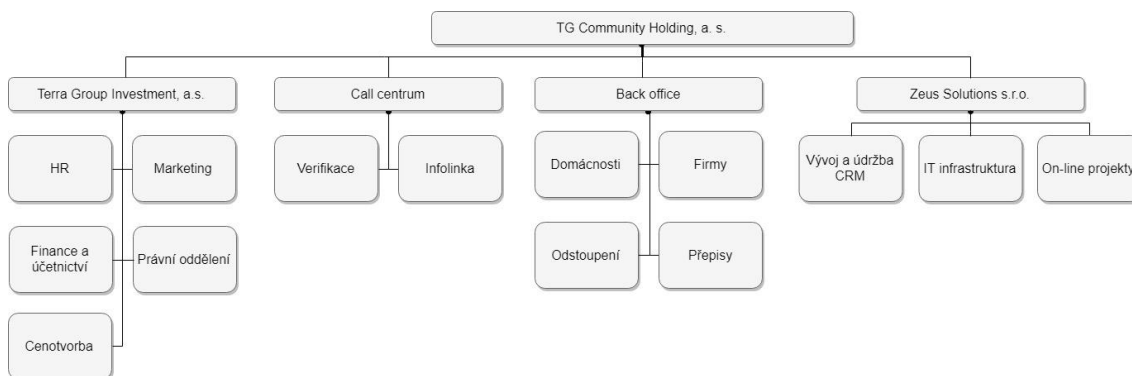 TG Community Holding, a. s.
Terra Group Investment, a.s.
Call centrum
Back office
Zeus Solutions s.r.o.
HR
Marketing
Verifikace
Infolinka
Domácnosti
Firmy
Vývoj a údržba
CRM
IT infrastruktura
On-line projekty
Finance a
účetnictví
Právní oddělení
Odstoupení
Přepisy
Cenotvorba